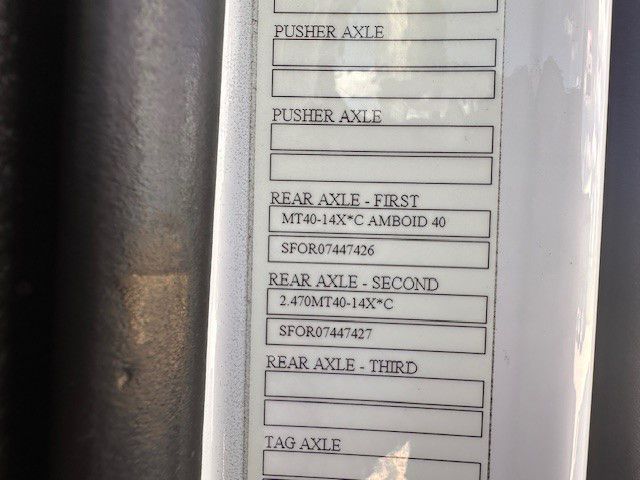 PUSHER AXLE
PUSHER AXLE
REAR AXLE - FIRST
MT40-14X*C AMBOID 40
SFOR07447426
REAR AXLE - SECOND
2.470MT40-14X*C
SFOR07447427
REAR AXLE - THIRD
TAG AXLE